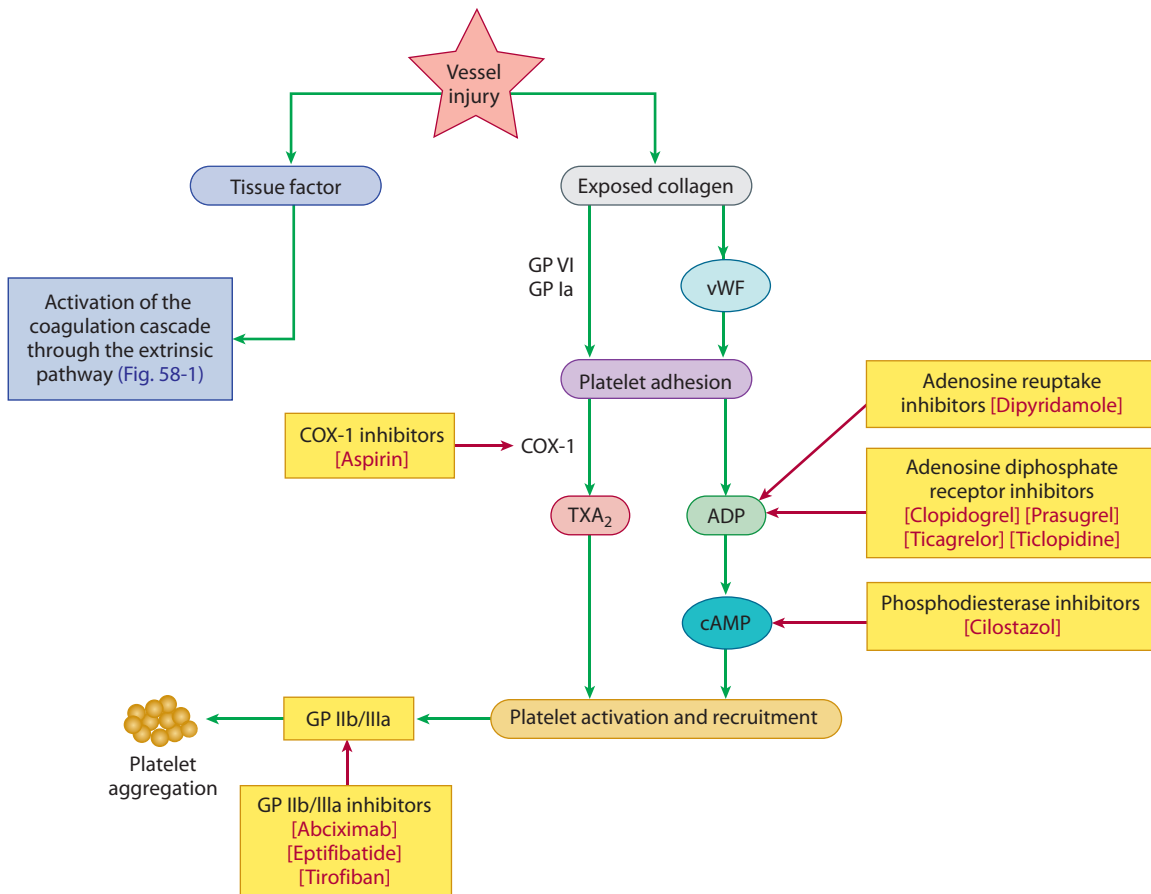 Vessel
injury
Tissue factor
Exposed collagen
Activation of the
coagulation cascade
through the extrinsic
pathway (Fig. 58-1)
GP VI
GP Ia
vWF
Platelet adhesion
Adenosine reuptake
inhibitors [Dipyridamole]
COX-1 inhibitors
[Aspirin]
COX-1
Adenosine diphosphate
receptor inhibitors
[Clopidogrel] [Prasugrel]
[Ticagrelor] [Ticlopidine]
TXA₂
ADP
Phosphodiesterase inhibitors
[Cilostazol]
cAMP
Platelet activation and recruitment
GP IIb/IIIa
Platelet
aggregation
GP IIb/IIIa inhibitors
[Abciximab]
[Eptifibatide]
[Tirofiban]